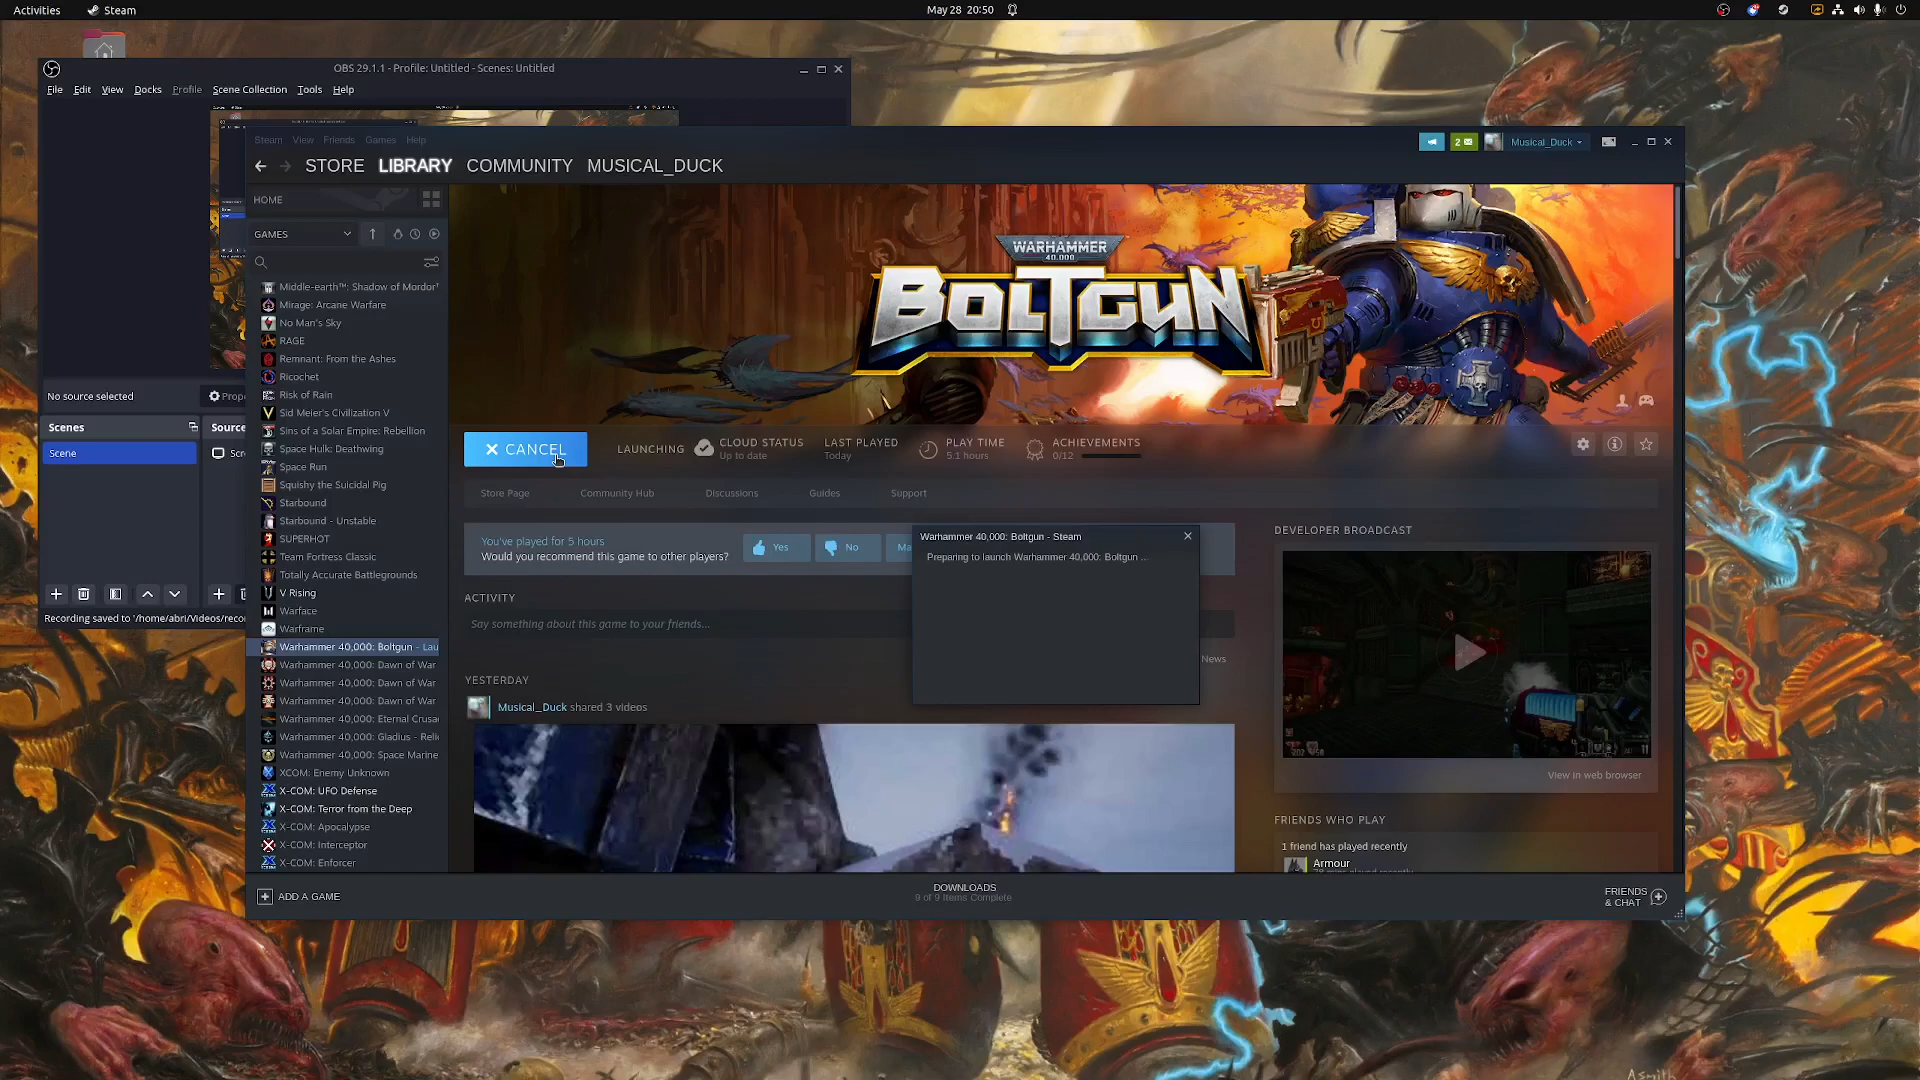 Activities
Steam
May 28 20:50
OBS 29.1.1 - Profile: Untitled - Scenes: Untitled
File Edit View Docks Profile Scene Collection Tools Help
Steam View Friends Games Help
2
Musical_Duck
STORE LIBRARY COMMUNITY MUSICAL_DUCK
HOME
GAMES
Middle-earth™: Shadow of Mordor
Mirage: Arcane Warfare
No Man's Sky
RAGE
Remnant: From the Ashes
Ricochet
Risk of Rain
Sid Meier's Civilization V
Sins of a Solar Empire: Rebellion
Space Hulk: Deathwing
Space Run
Squishy the Suicidal Pig
Starbound
Starbound - Unstable
SUPERHOT
Team Fortress Classic
Totally Accurate Battlegrounds
V Rising
Warface
Warframe
Warhammer 40,000: Boltgun - Lau
Warhammer 40,000: Dawn of War
Warhammer 40,000: Dawn of War
Warhammer 40,000: Dawn of War
Warhammer 40,000: Eternal Crusa
Warhammer 40,000: Gladius - Reli
Warhammer 40,000: Space Marine
XCOM: Enemy Unknown
X-COM: UFO Defense
X-COM: Terror from the Deep
X-COM: Apocalypse
X-COM: Interceptor
X-COM: Enforcer
ADD A GAME
No source selected
Prop
Scenes
Source
Scene
Scr
Recording saved to '/home/abri/Videos/reco
WARHAMMER
40,000
BOLTGUN
CANCEL
LAUNCHING
CLOUD STATUS
Up to date
LAST PLAYED
Today
PLAY TIME
5.1 hours
ACHIEVEMENTS
0/12
Store Page Community Hub Discussions Guides Support
You've played for 5 hours
Would you recommend this game to other players?
Yes
No
Ma
Warhammer 40,000: Boltgun - Steam
Preparing to launch Warhammer 40,000: Boltgun ...
ACTIVITY
Say something about this game to your friends...
News
YESTERDAY
Musical_Duck shared 3 videos
DEVELOPER BROADCAST
View in web browser
FRIENDS WHO PLAY
1 friend has played recently
Armour
DOWNLOADS
9 of 9 Items Complete
FRIENDS
& CHAT
A Smith